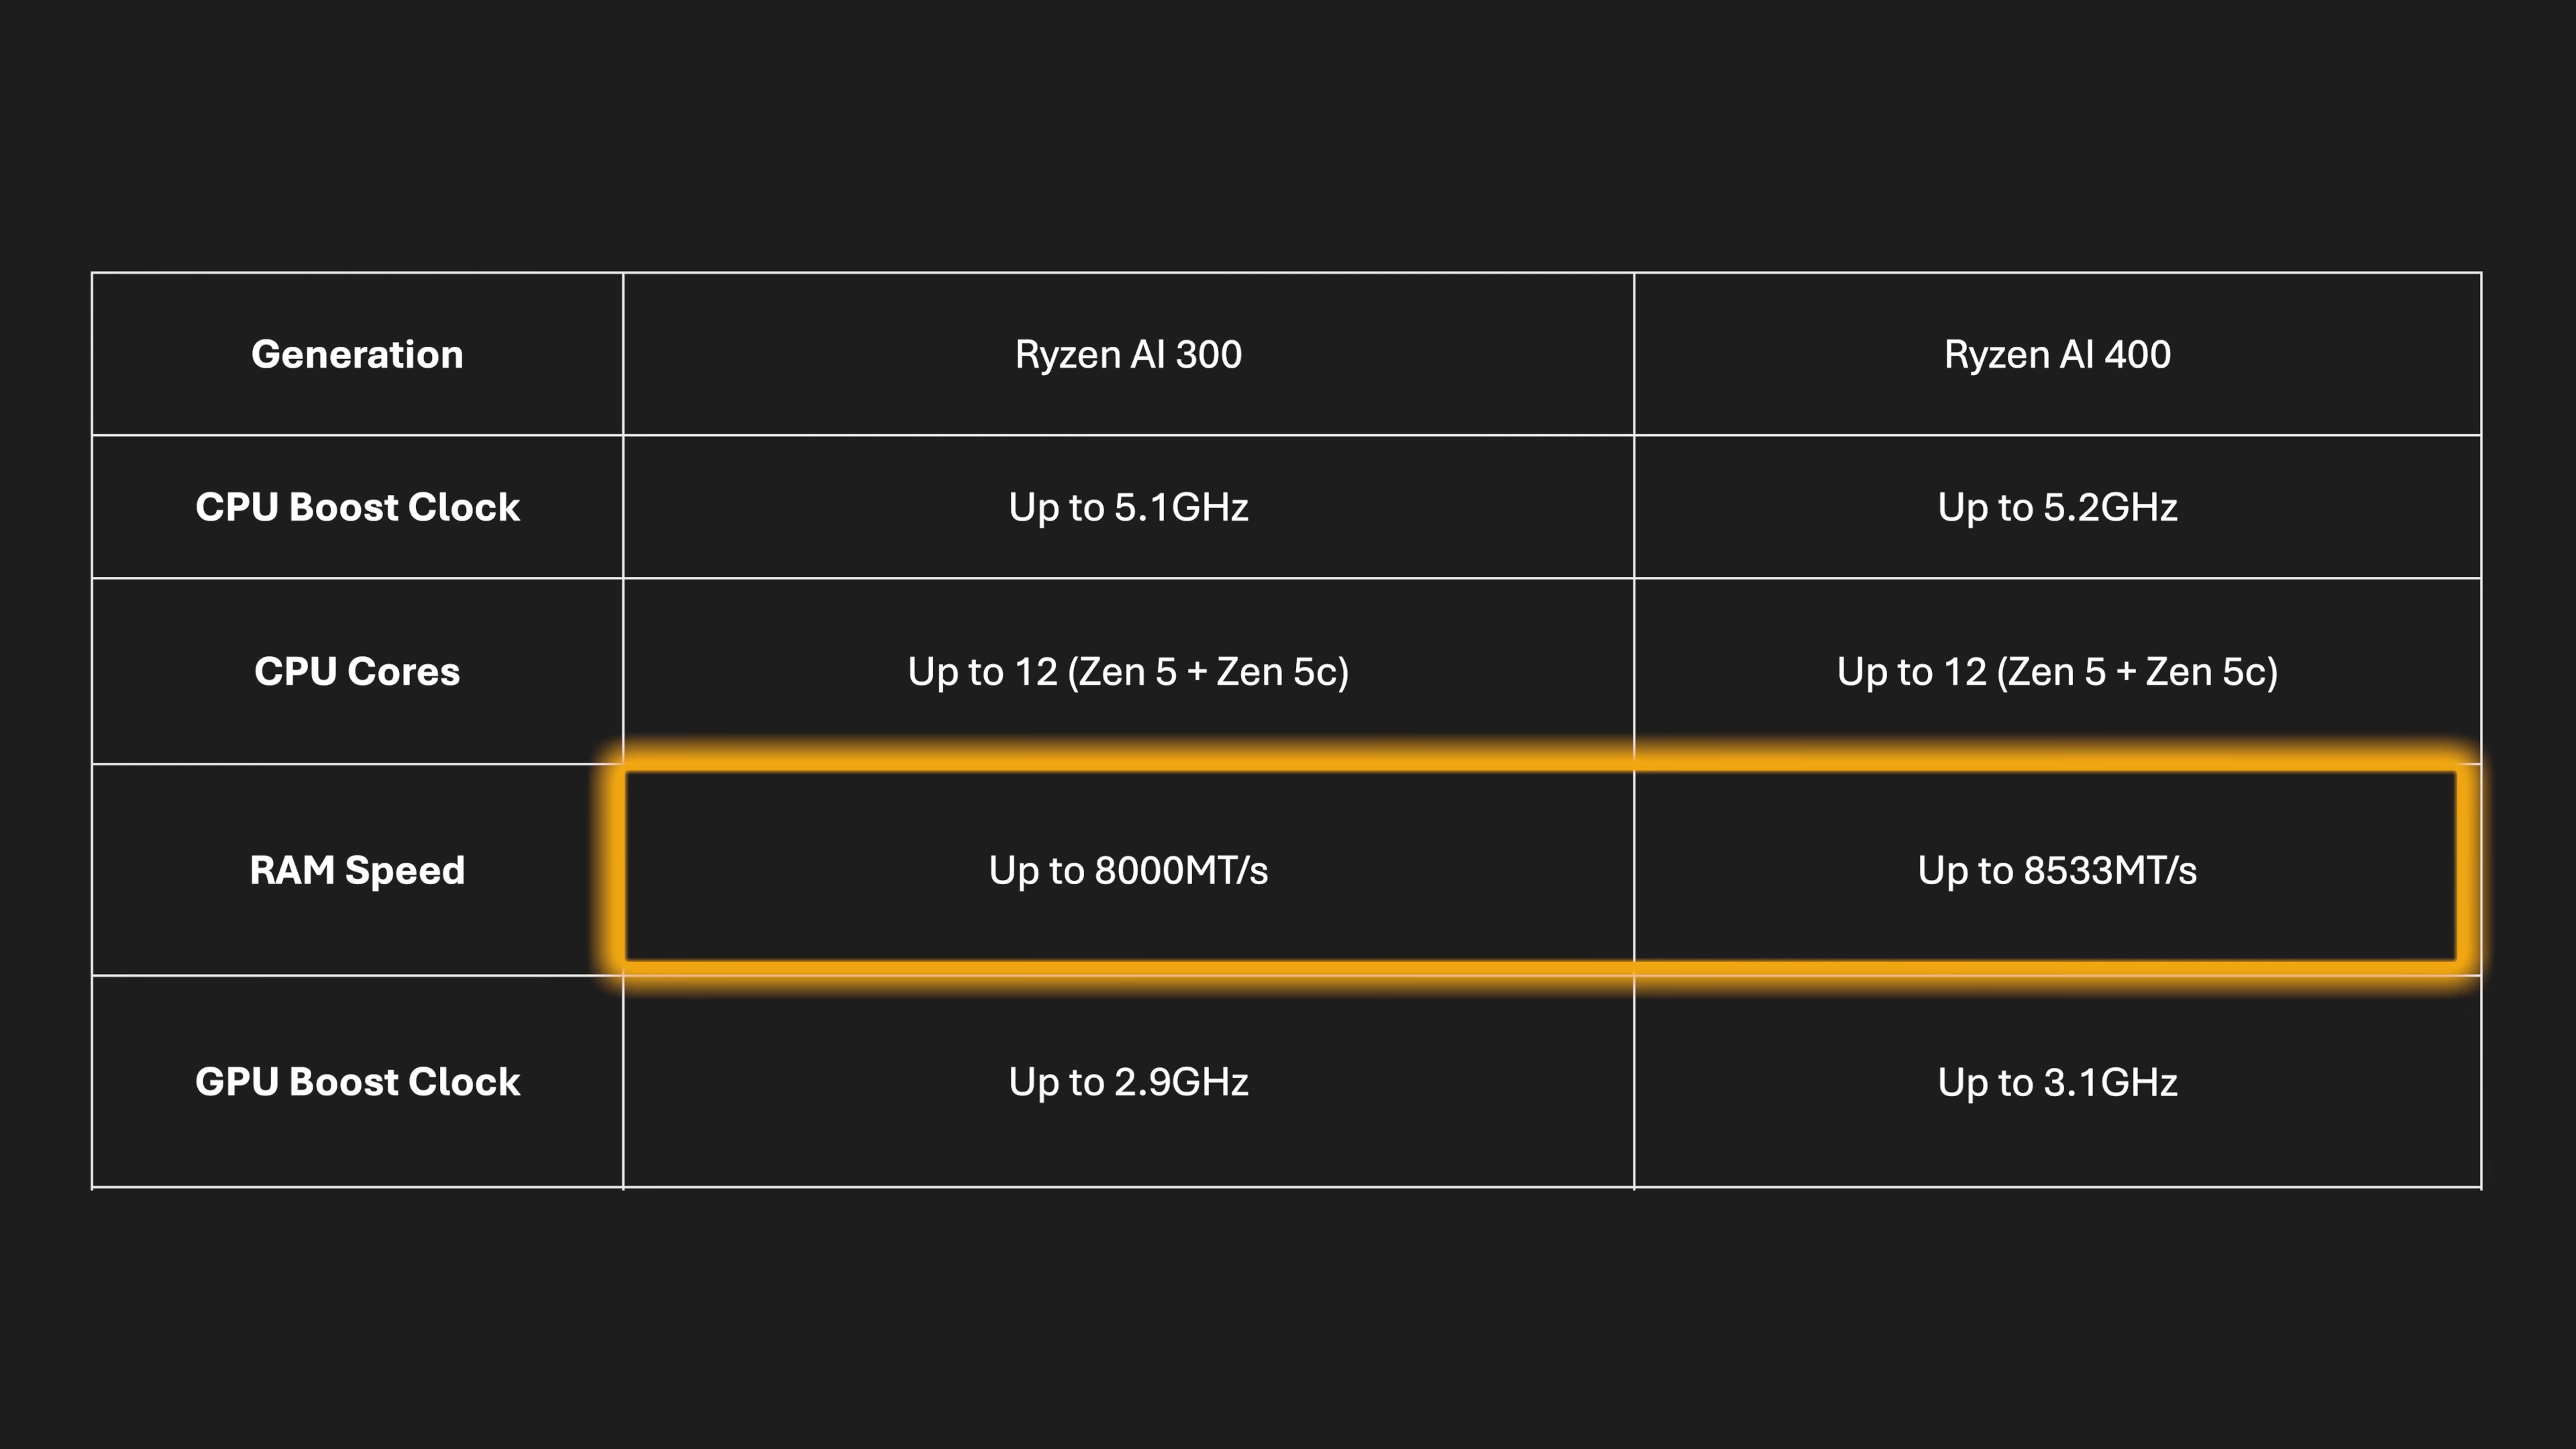 Generation Ryzen AI 300 Ryzen AI 400
CPU Boost Clock Up to 5.1GHz Up to 5.2GHz
CPU Cores Up to 12 (Zen 5 + Zen 5c) Up to 12 (Zen 5 + Zen 5c)
RAM Speed Up to 8000MT/s Up to 8533MT/s
GPU Boost Clock Up to 2.9GHz Up to 3.1GHz